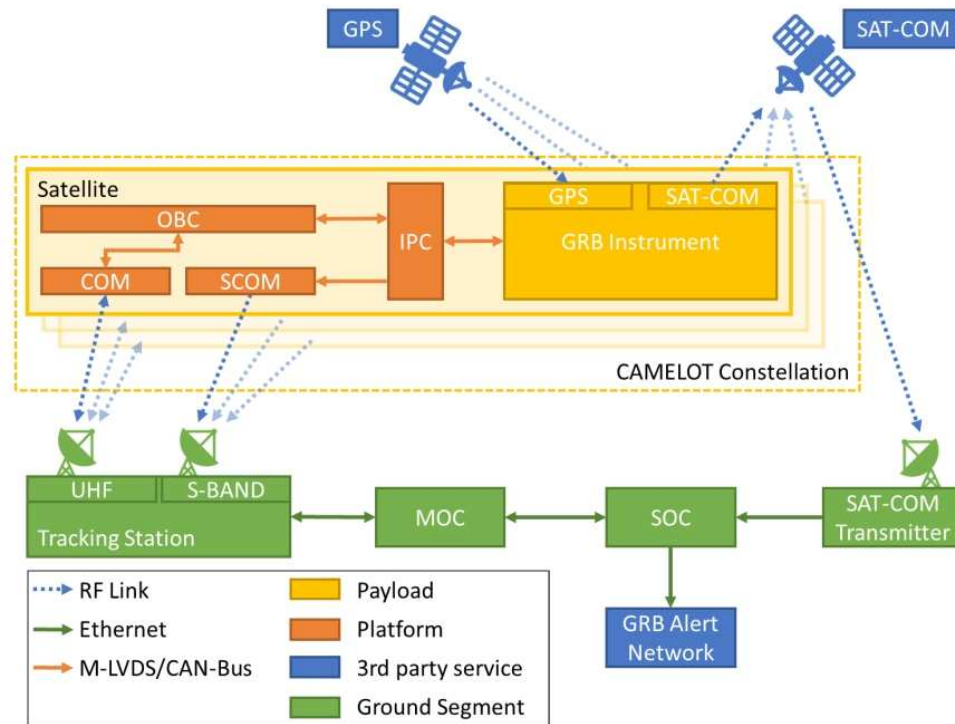 GPS
SAT-COM
Satellite
OBC
IPC
GPS
SAT-COM
GRB Instrument
COM
SCOM
CAMELOT Constellation
UHF
S-BAND
Tracking Station
MOC
SOC
SAT-COM
Transmitter
RF Link
Ethernet
M-LVDS/CAN-Bus
Payload
Platform
3rd party service
Ground Segment
GRB Alert
Network